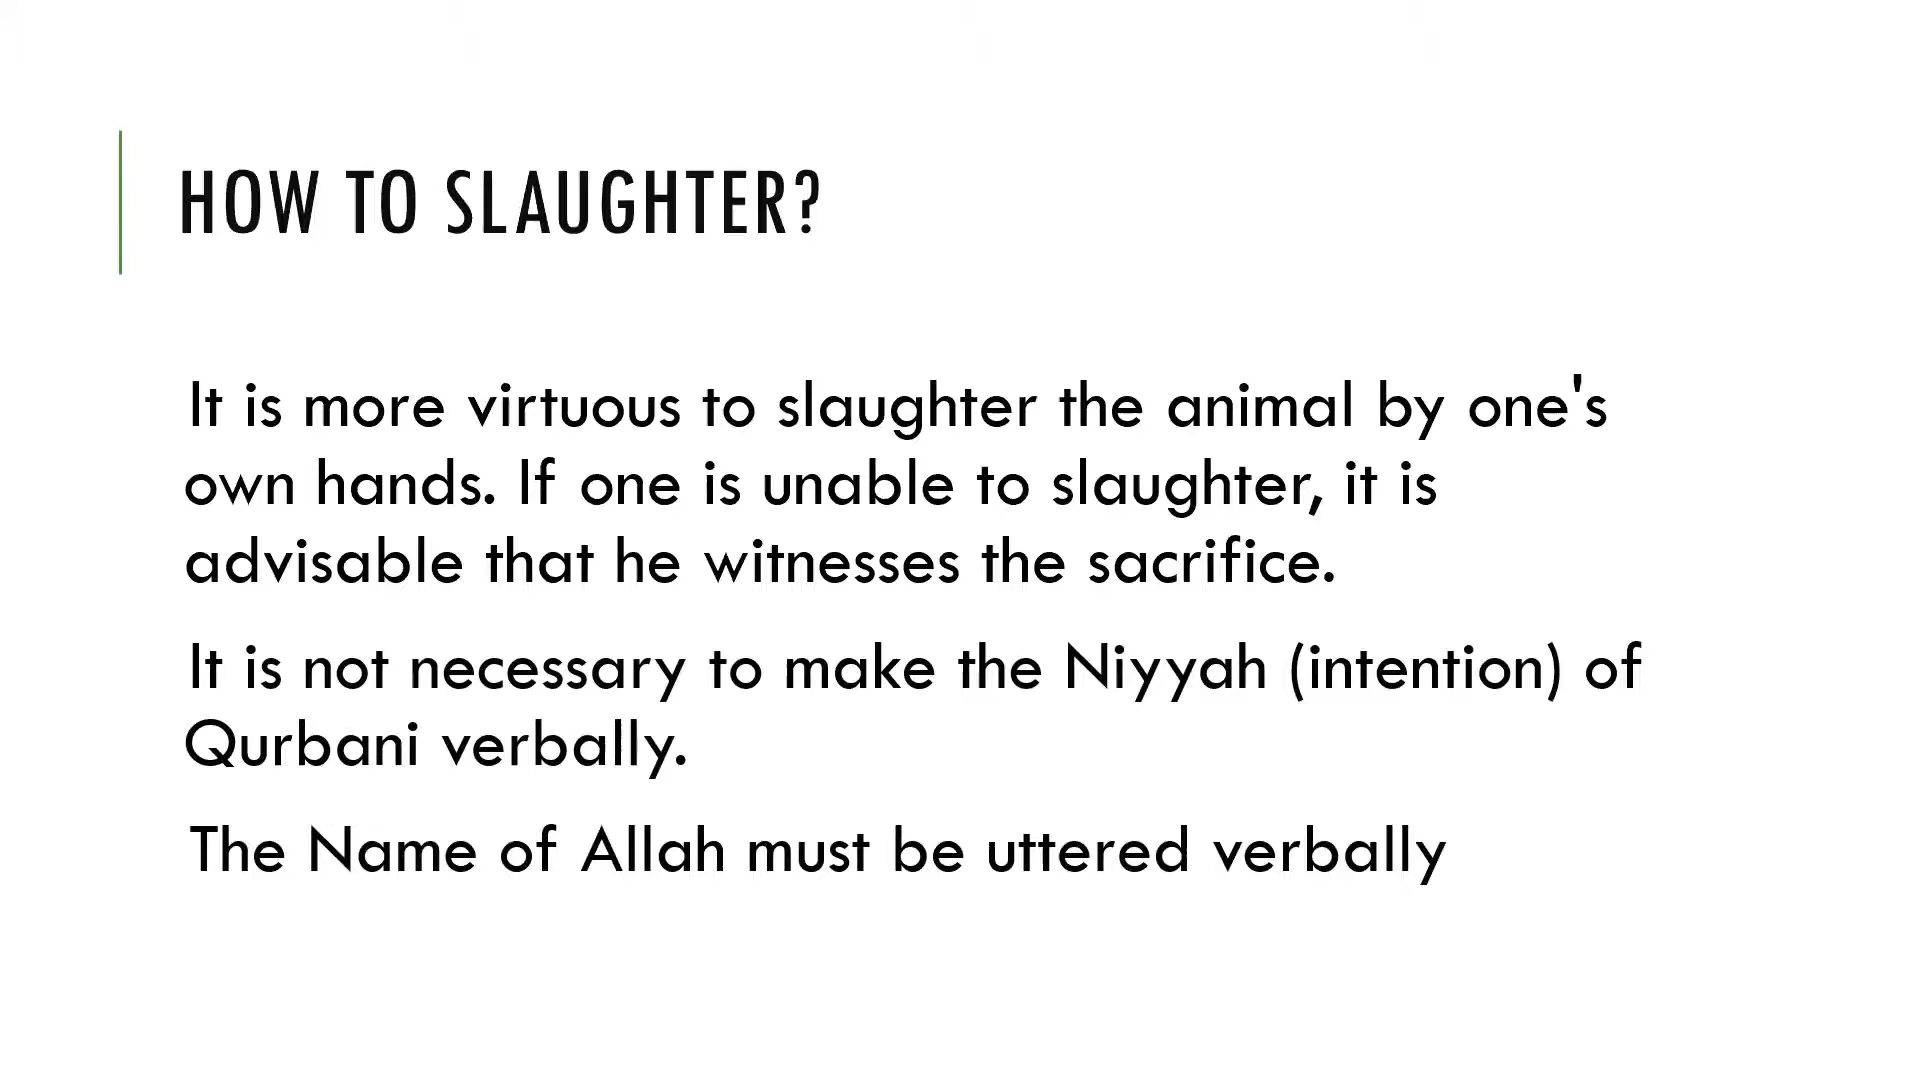 HOW TO SLAUGHTER?
It is more virtuous to slaughter the animal by one's
own hands. If one is unable to slaughter, it is
advisable that he witnesses the sacrifice.
It is not necessary to make the Niyyah (intention) of
Qurbani verbally.
The Name of Allah must be uttered verbally